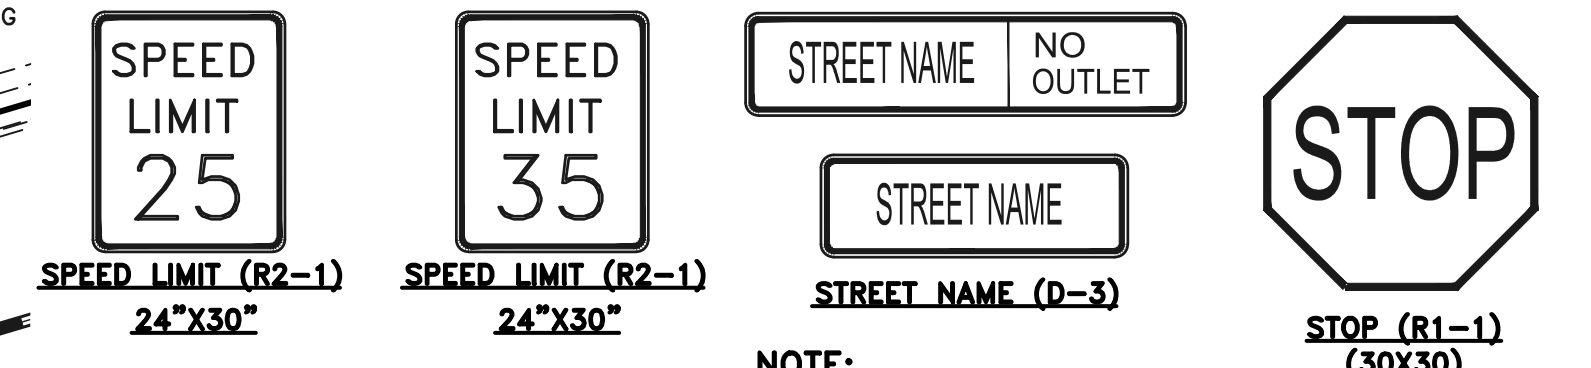 G
SPEED
LIMIT
25
SPEED LIMIT (R2-1)
24"X30"
SPEED
LIMIT
35
SPEED LIMIT (R2-1)
24"X30"
STREET NAME
NO
OUTLET
STREET NAME
STREET NAME (D-3)
NOTE:
STOP
STOP (R1-1)
(30X30)